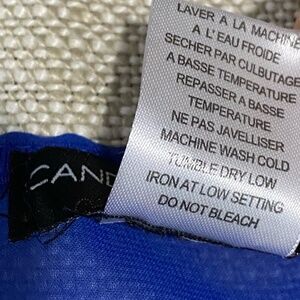 LAVER A LA MACHINE
A L'EAU FROIDE
SECHER PAR CULBUTAGE
A BASSE TEMPERATURE
REPASSER A BASSE
TEMPERATURE
NE PAS JAVELLISER
MACHINE WASH COLD
TUMBLE DRY LOW
IRON AT LOW SETTING
DO NOT BLEACH
CAND